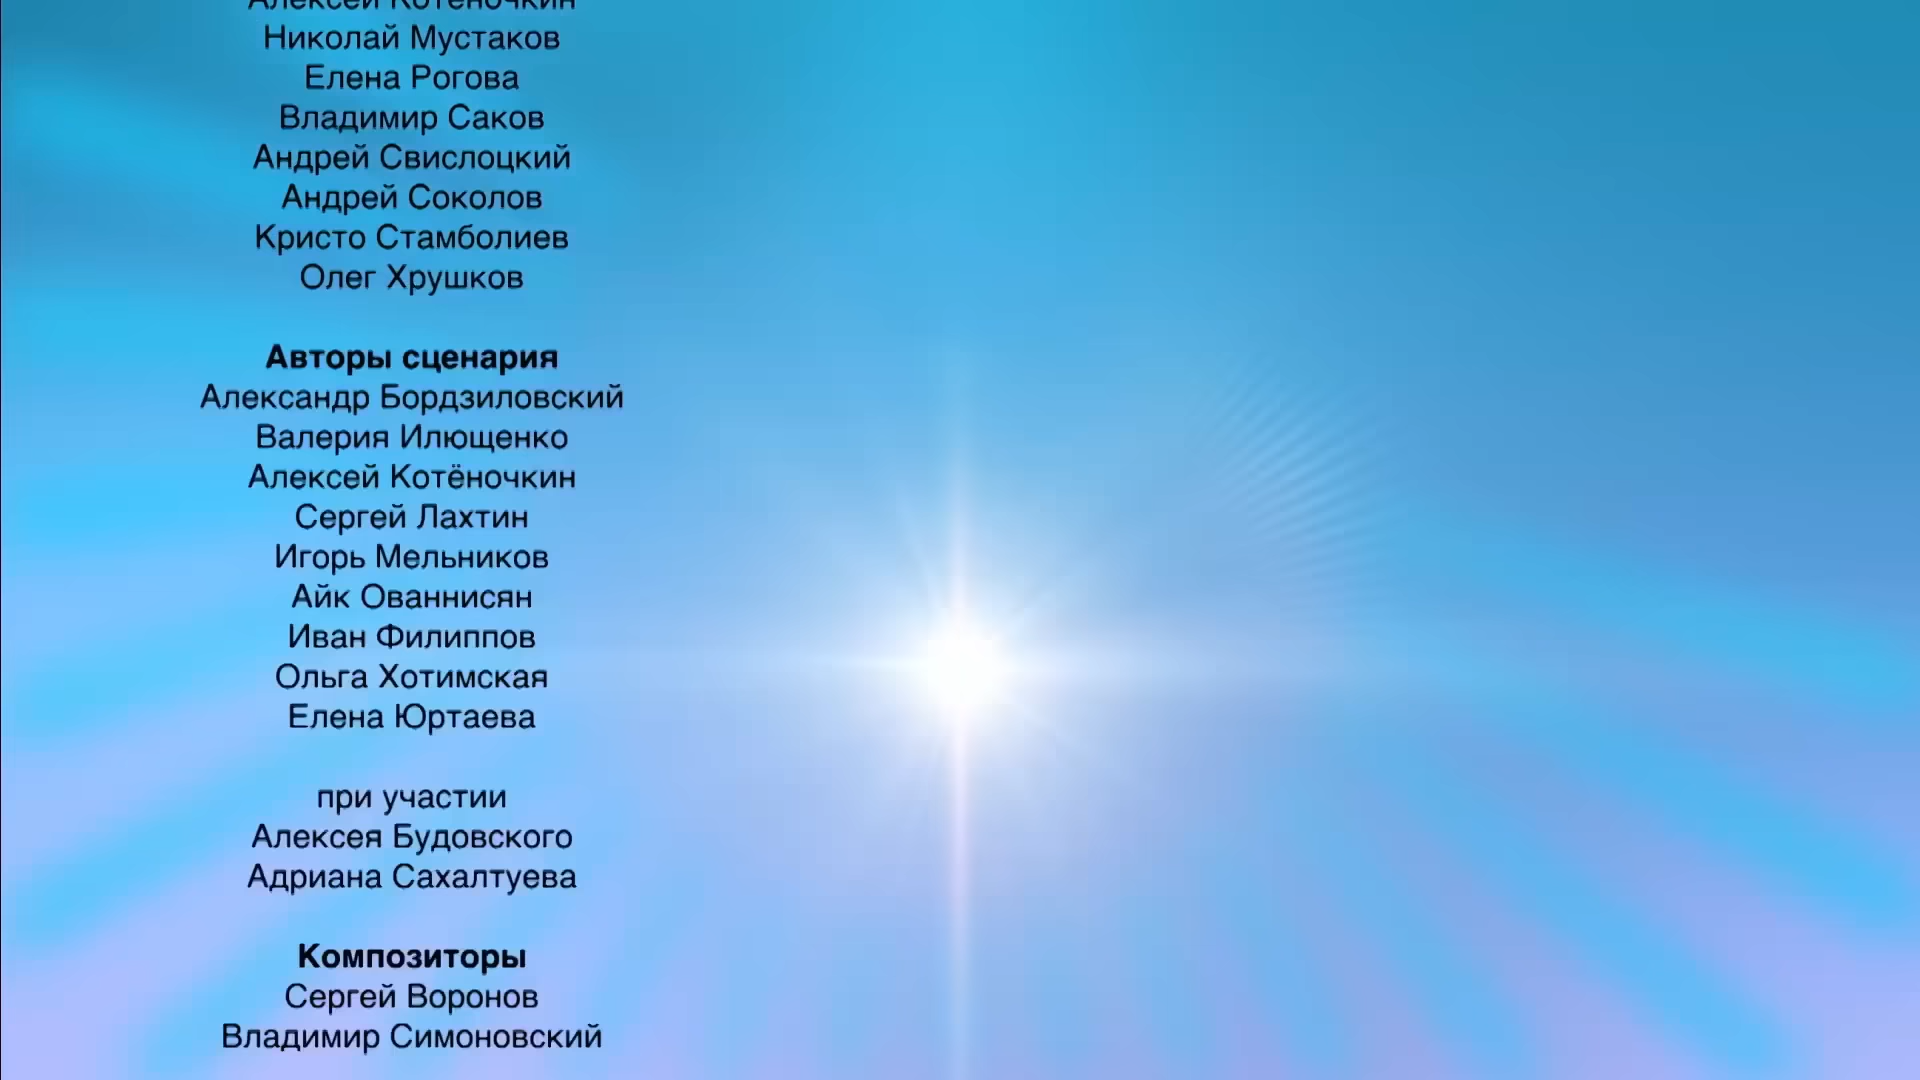 Алексей Котёночкин
Николай Мустаков
Елена Рогова
Владимир Саков
Андрей Свислоцкий
Андрей Соколов
Кристо Стамболиев
Олег Хрушков
Авторы сценария
Александр Бордзиловский
Валерия Илющенко
Алексей Котёночкин
Сергей Лахтин
Игорь Мельников
Айк Ованнисян
Иван Филиппов
Ольга Хотимская
Елена Юртаева
при участии
Алексея Будовского
Адриана Сахалтуева
Композиторы
Сергей Воронов
Владимир Симоновский